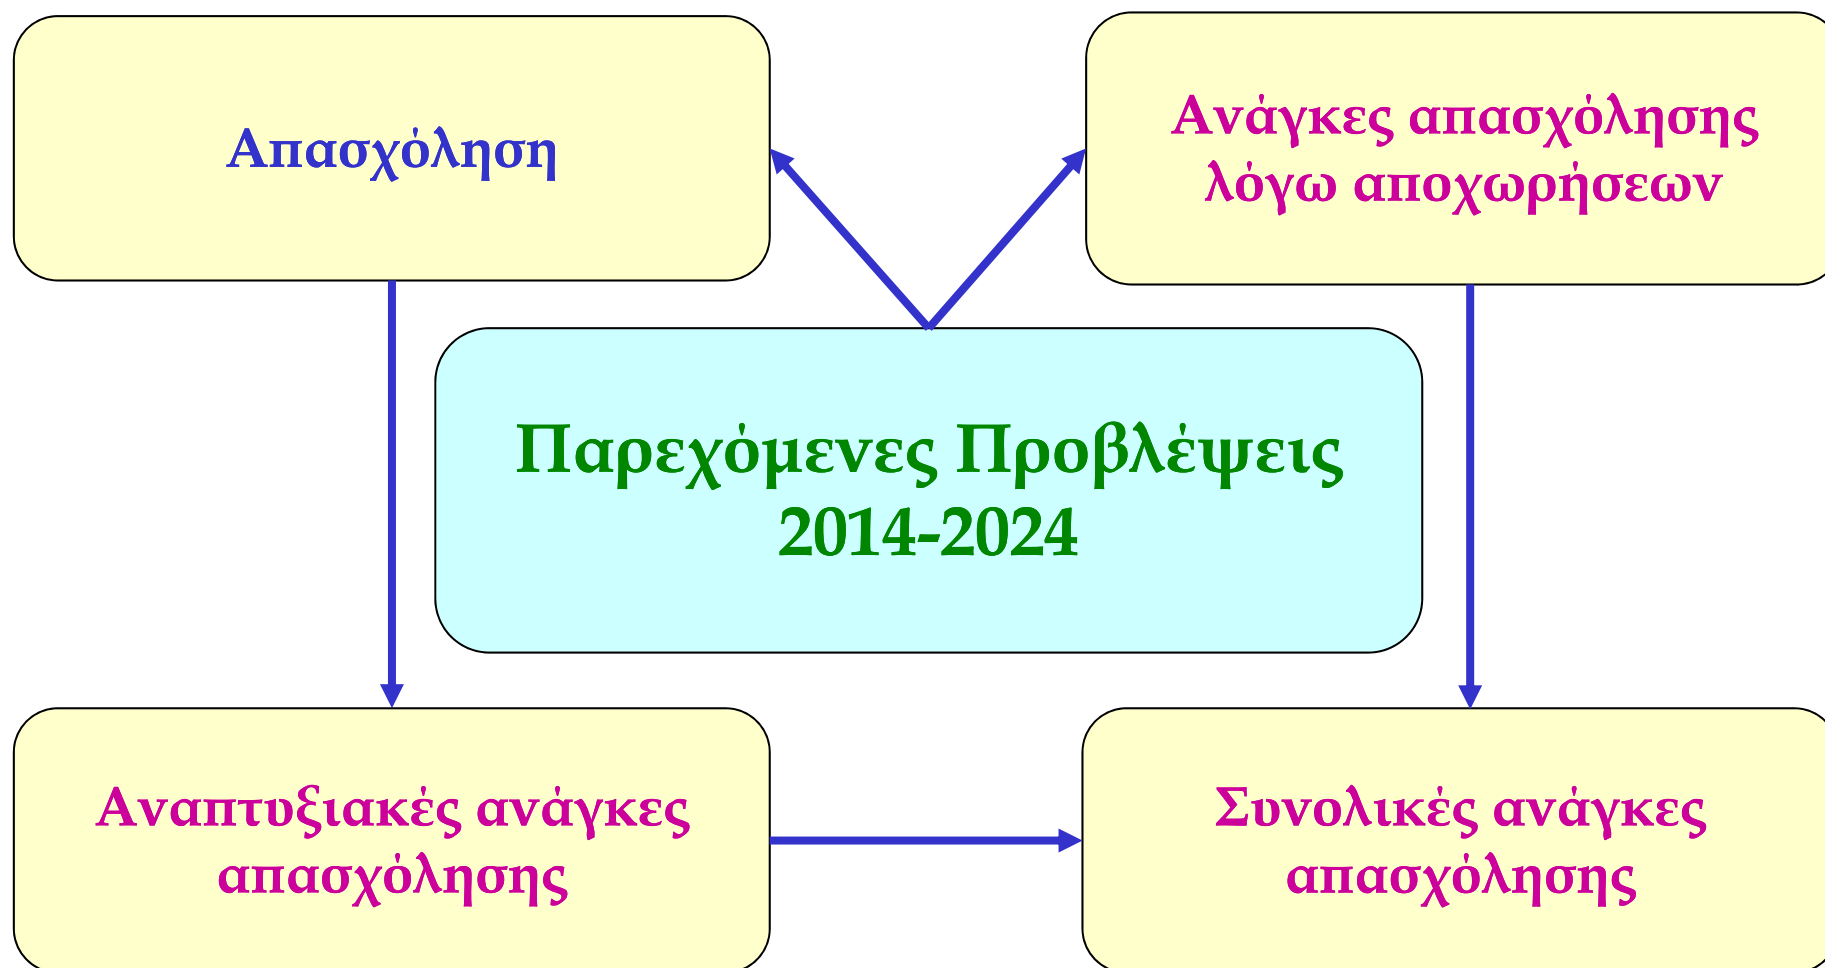 Απασχόληση
Ανάγκες απασχόλησης
λόγω αποχωρήσεων
Παρεχόμενες Προβλέψεις
2014-2024
Αναπτυξιακές ανάγκες
απασχόλησης
Συνολικές ανάγκες
απασχόλησης